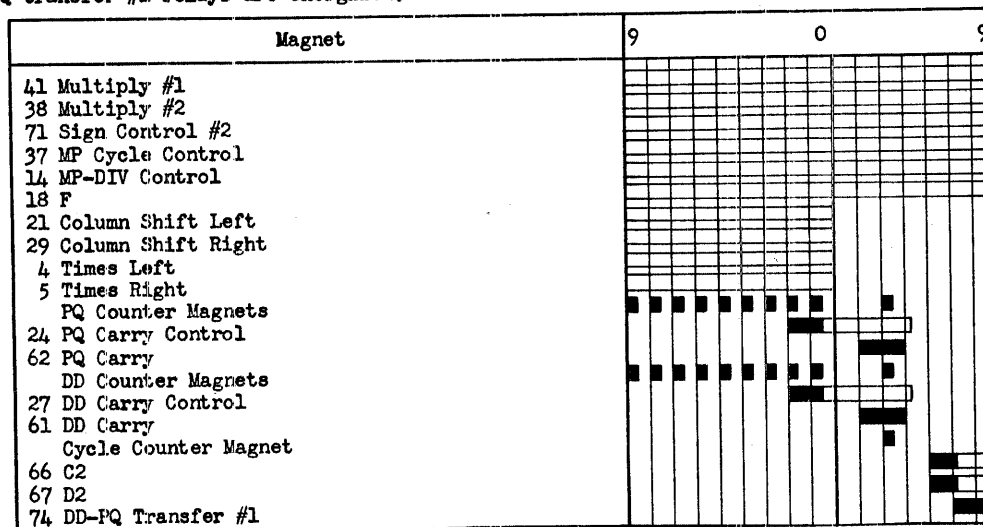 Magnet 9 0 9
41 Multiply #1
38 Multiply #2
71 Sign Control #2
37 MP Cycle Control
14 MP-DIV Control
18 F
21 Column Shift Left
29 Column Shift Right
4 Times Left
5 Times Right
PQ Counter Magnets
24 PQ Carry Control
62 PQ Carry
DD Counter Magnets
27 DD Carry Control
61 DD Carry
Cycle Counter Magnet
66 C2
67 D2
74 DD-PQ Transfer #1